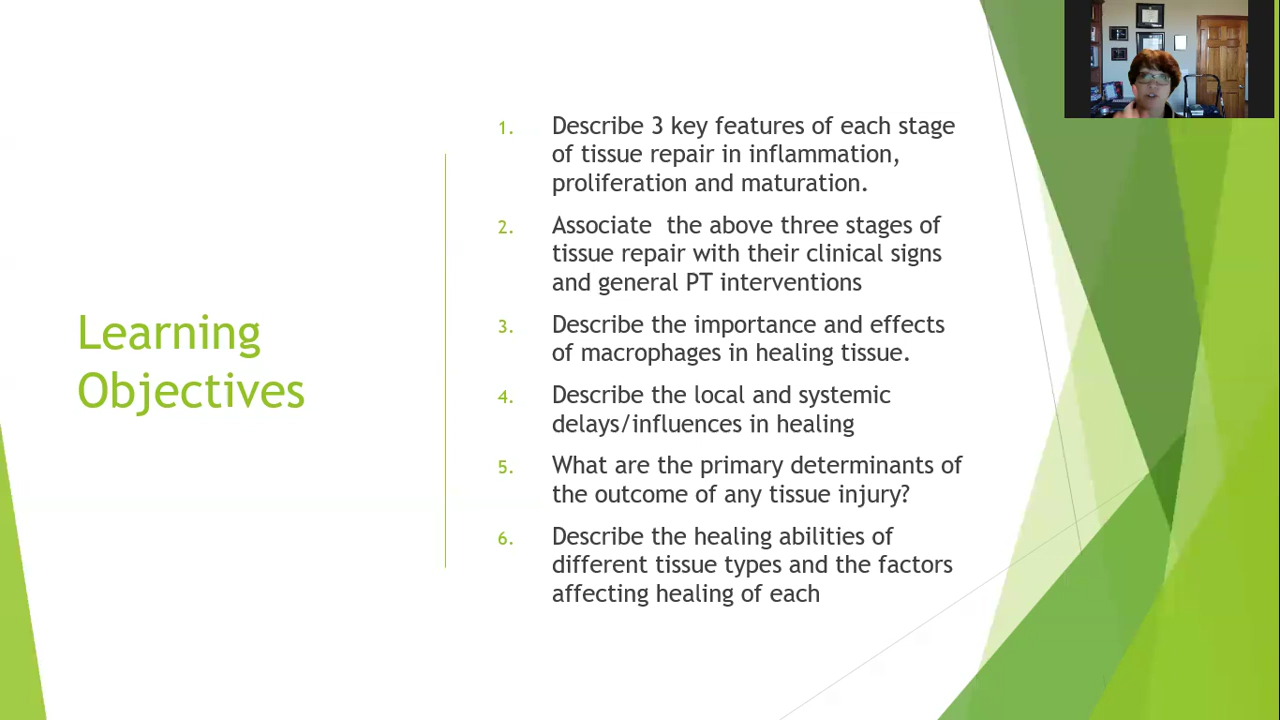 Learning
Objectives
1. Describe 3 key features of each stage
of tissue repair in inflammation,
proliferation and maturation.
2. Associate  the above three stages of
tissue repair with their clinical signs
and general PT interventions
3. Describe the importance and effects
of macrophages in healing tissue.
4. Describe the local and systemic
delays/influences in healing
5. What are the primary determinants of
the outcome of any tissue injury?
6. Describe the healing abilities of
different tissue types and the factors
affecting healing of each